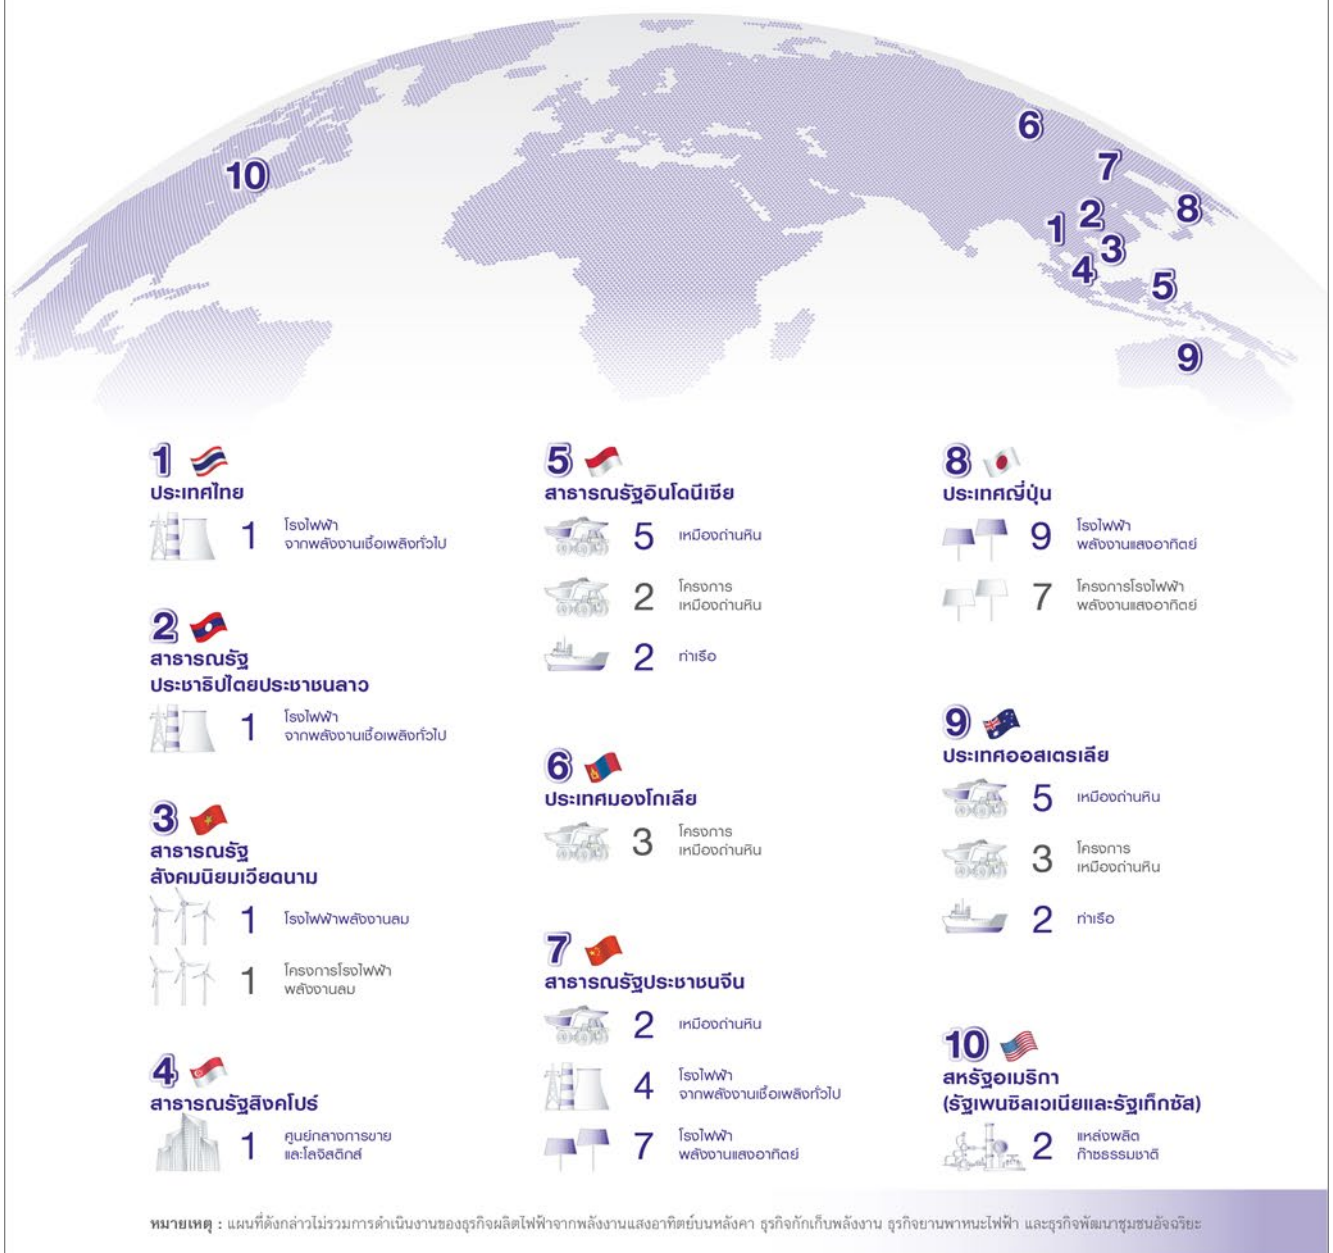 10
6
7
8
2
1
3
4
5
9
1
ประเทศไทย
1
โรงไฟฟ้า
จากพลังงานเชื้อเพลิงทั่วไป
2
สาธารณรัฐ
ประชาธิปไตยประชาชนลาว
1
โรงไฟฟ้า
จากพลังงานเชื้อเพลิงทั่วไป
3
สาธารณรัฐ
สังคมนิยมเวียดนาม
1
โรงไฟฟ้าพลังงานลม
1
โครงการโรงไฟฟ้า
พลังงานลม
4
สาธารณรัฐสิงคโปร์
1
ศูนย์กลางการขาย
และโลจิสติกส์
5
สาธารณรัฐอินโดนีเซีย
5
เหมืองถ่านหิน
2
โครงการ
เหมืองถ่านหิน
2
ท่าเรือ
6
ประเทศมองโกเลีย
3
โครงการ
เหมืองถ่านหิน
7
สาธารณรัฐประชาชนจีน
2
เหมืองถ่านหิน
4
โรงไฟฟ้า
จากพลังงานเชื้อเพลิงทั่วไป
7
โรงไฟฟ้า
พลังงานแสงอาทิตย์
8
ประเทศญี่ปุ่น
9
โรงไฟฟ้า
พลังงานแสงอาทิตย์
7
โครงการโรงไฟฟ้า
พลังงานแสงอาทิตย์
9
ประเทศออสเตรเลีย
5
เหมืองถ่านหิน
3
โครงการ
เหมืองถ่านหิน
2
ท่าเรือ
10
สหรัฐอเมริกา
(รัฐเพนซิลเวเนียและรัฐเท็กซัส)
2
แหล่งผลิต
ก๊าซธรรมชาติ
หมายเหตุ : แผนที่ดังกล่าวไม่รวมการดำเนินงานของธุรกิจผลิตไฟฟ้าจากพลังงานแสงอาทิตย์บนหลังคา ธุรกิจกักเก็บพลังงาน ธุรกิจยานพาหนะไฟฟ้า และธุรกิจพัฒนาชุมชนอัจฉริยะ